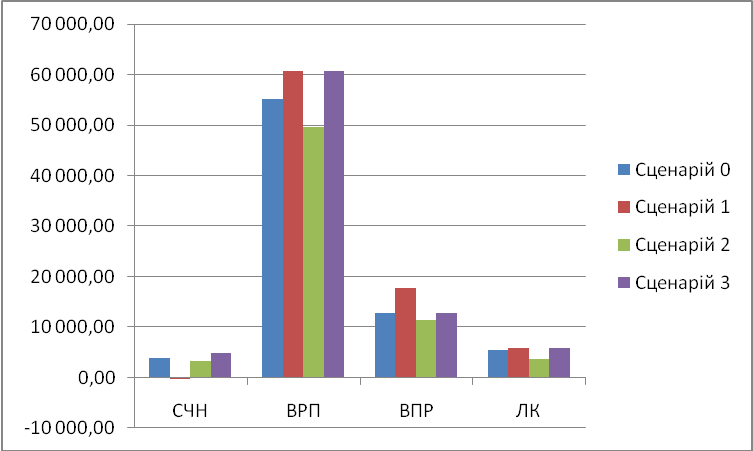 70 000,00
60 000,00
50 000,00
40 000,00
30 000,00
20 000,00
10 000,00
0,00
-10 000,00
СЧН
ВРП
ВПР
ЛК
Сценарій 0
Сценарій 1
Сценарій 2
Сценарій 3